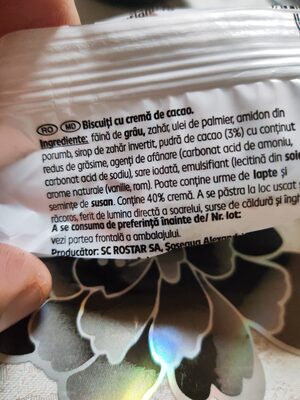 RO MD Biscuiți cu cremă de cacao.
Ingrediente: făină de grâu, zahăr, ulei de palmier, amidon din
porumb, sirop de zahăr invertit, pudră de cacao (3%) cu conținut
redus de grăsime, agenți de afânare (carbonat acid de amoniu,
carbonat acid de sodiu), sare iodată, emulsifiant (lecitină din soia
arome naturale (vanilie, rom). Poate conține urme de lapte și
semințe de susan. Conține 40% cremă. A se păstra la loc uscat
răcoros, ferit de lumina directă a soarelui, surse de căldură și îngh
A se consuma de preferință înainte de/ Nr. lot:
vezi partea frontală a ambalajului.
Producător: SC ROSTAR SA, Șoseaua